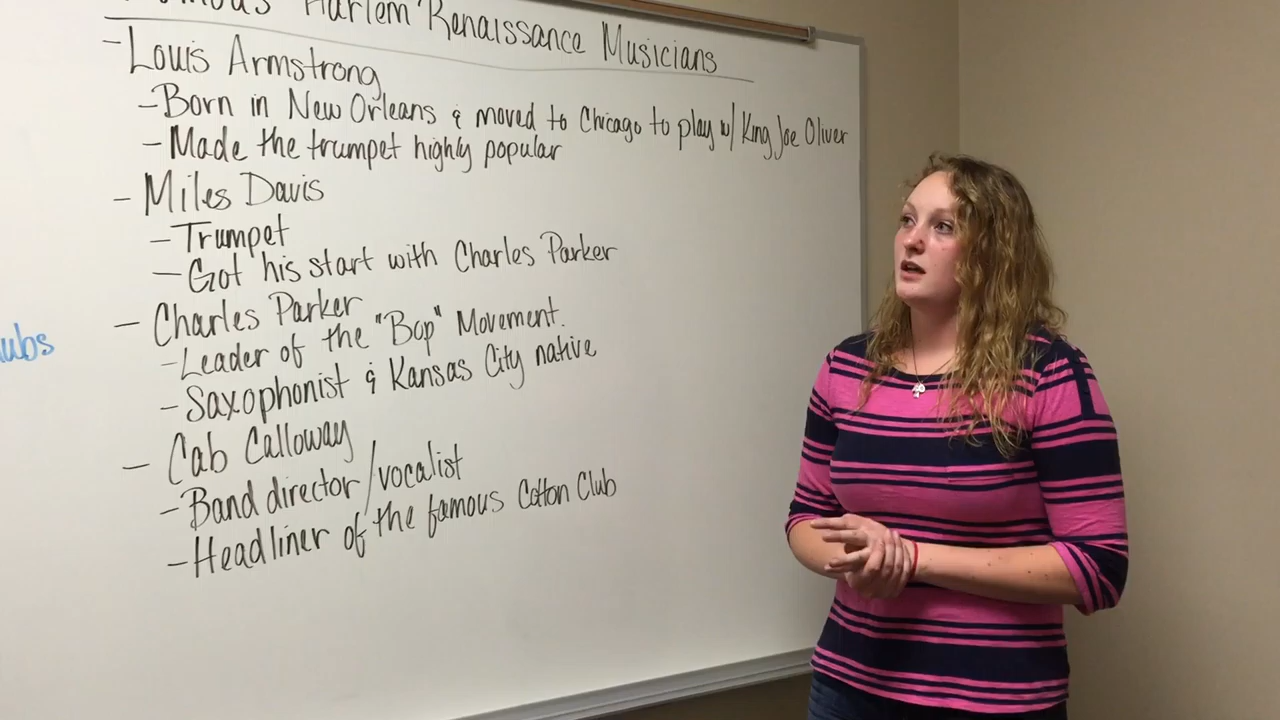 Harlem Renaissance Musicians
- Louis Armstrong
- Born in New Orleans & moved to Chicago to play w/ King Joe Oliver
- Made the trumpet highly popular
- Miles Davis
- Trumpet
- Got his start with Charles Parker
- Charles Parker
- Leader of the "Bop" Movement.
- Saxophonist & Kansas City native
- Cab Calloway
- Band director/vocalist
- Headliner of the famous Cotton Club
ubs